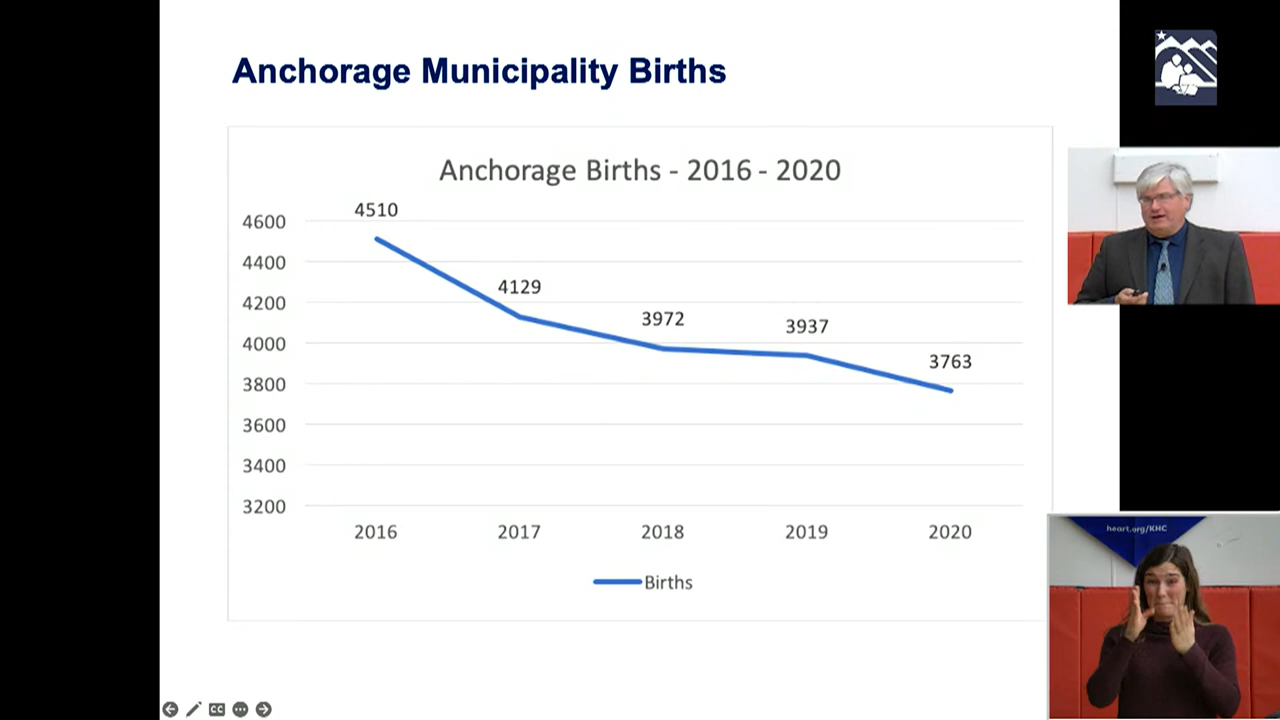 Anchorage Municipality Births
Anchorage Births - 2016 - 2020
4600
4400
4200
4000
3800
3600
3400
3200
4510
4129
3972
3937
3763
2016 2017 2018 2019 2020
Births
CC
heart.org/KHC